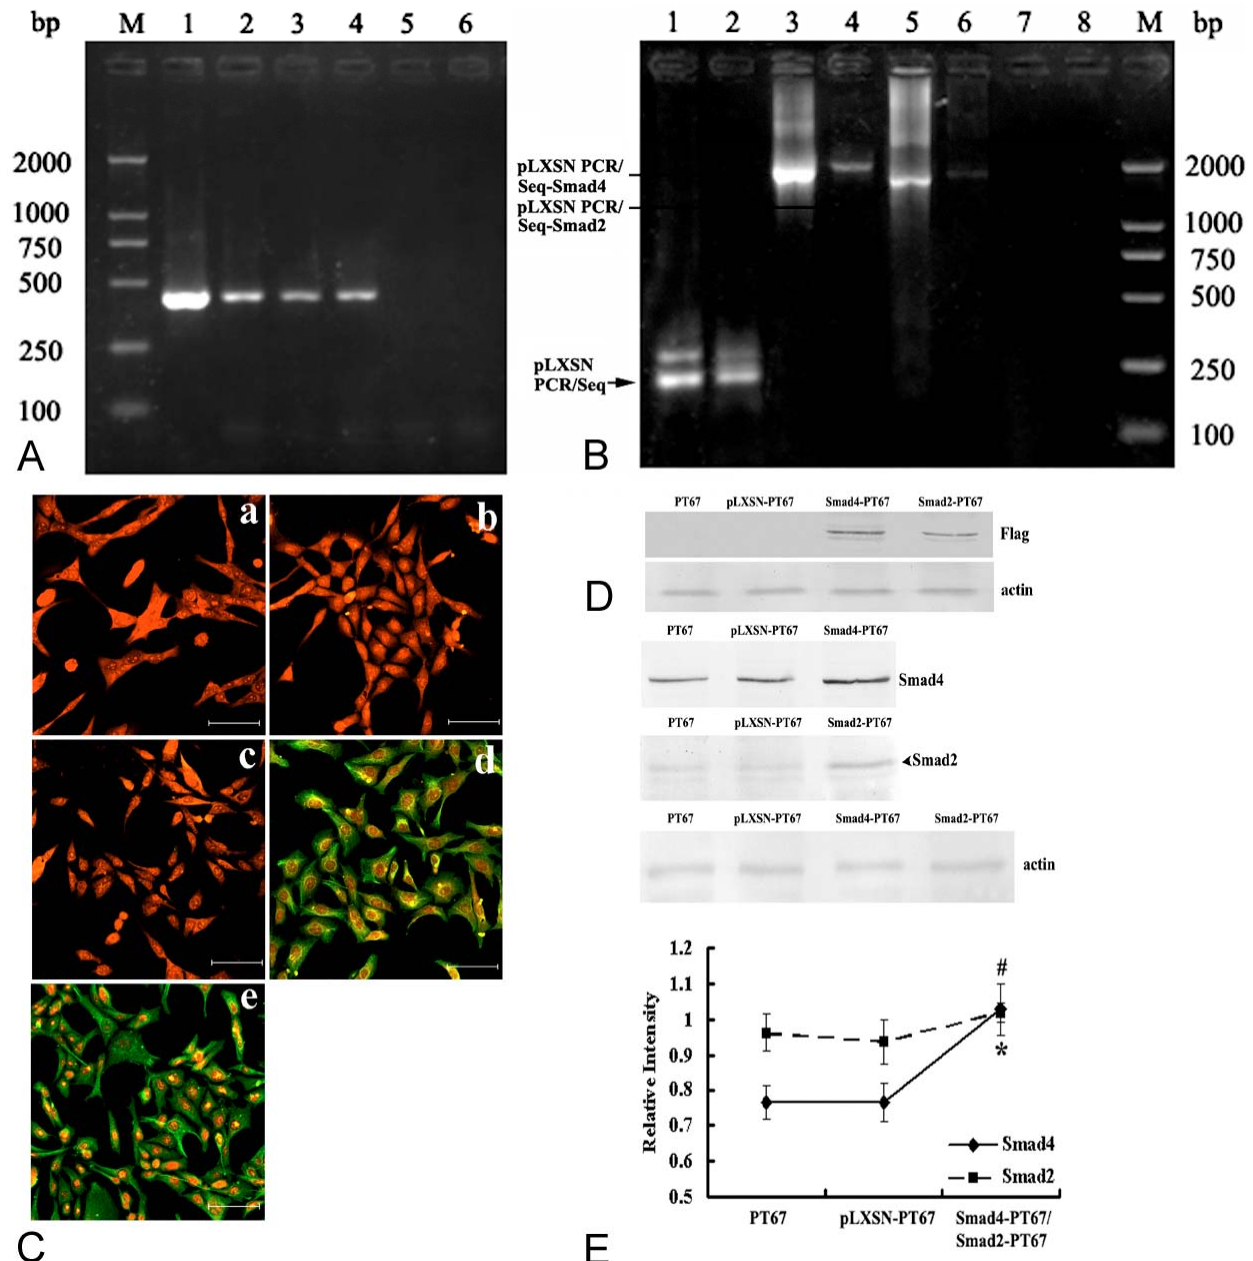 bp M 1 2 3 4 5 6
2000
1000
750
500
250
100
A
1 2 3 4 5 6 7 8 M bp
pLXSN PCR/
Seq-Smad4
pLXSN PCR/
Seq-Smad2
pLXSN
PCR/Seq
2000
1000
750
500
250
100
B
a
b
c
d
e
C
PT67 pLXSN-PT67 Smad4-PT67 Smad2-PT67
Flag
actin
D
PT67 pLXSN-PT67 Smad4-PT67
Smad4
PT67 pLXSN-PT67 Smad2-PT67
Smad2
PT67 pLXSN-PT67 Smad4-PT67 Smad2-PT67
actin
1.2
1.1
1
0.9
0.8
0.7
0.6
0.5
Relative Intensity
#
*
Smad4
Smad2
PT67 pLXSN-PT67 Smad4-PT67/
Smad2-PT67
E